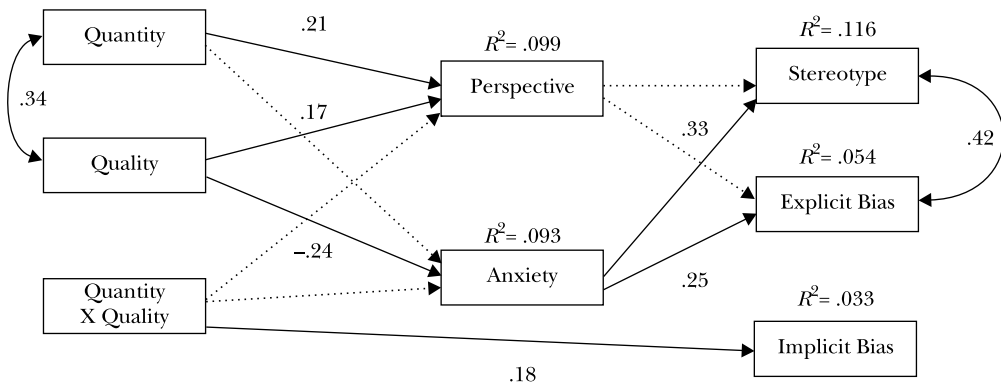 Quantity
.21
R²= .099
R²= .116
Perspective
Stereotype
.34
.17
.33
.42
Quality
R²= .054
Explicit Bias
–.24
R²= .093
Anxiety
.25
Quantity
X Quality
R²= .033
Implicit Bias
.18